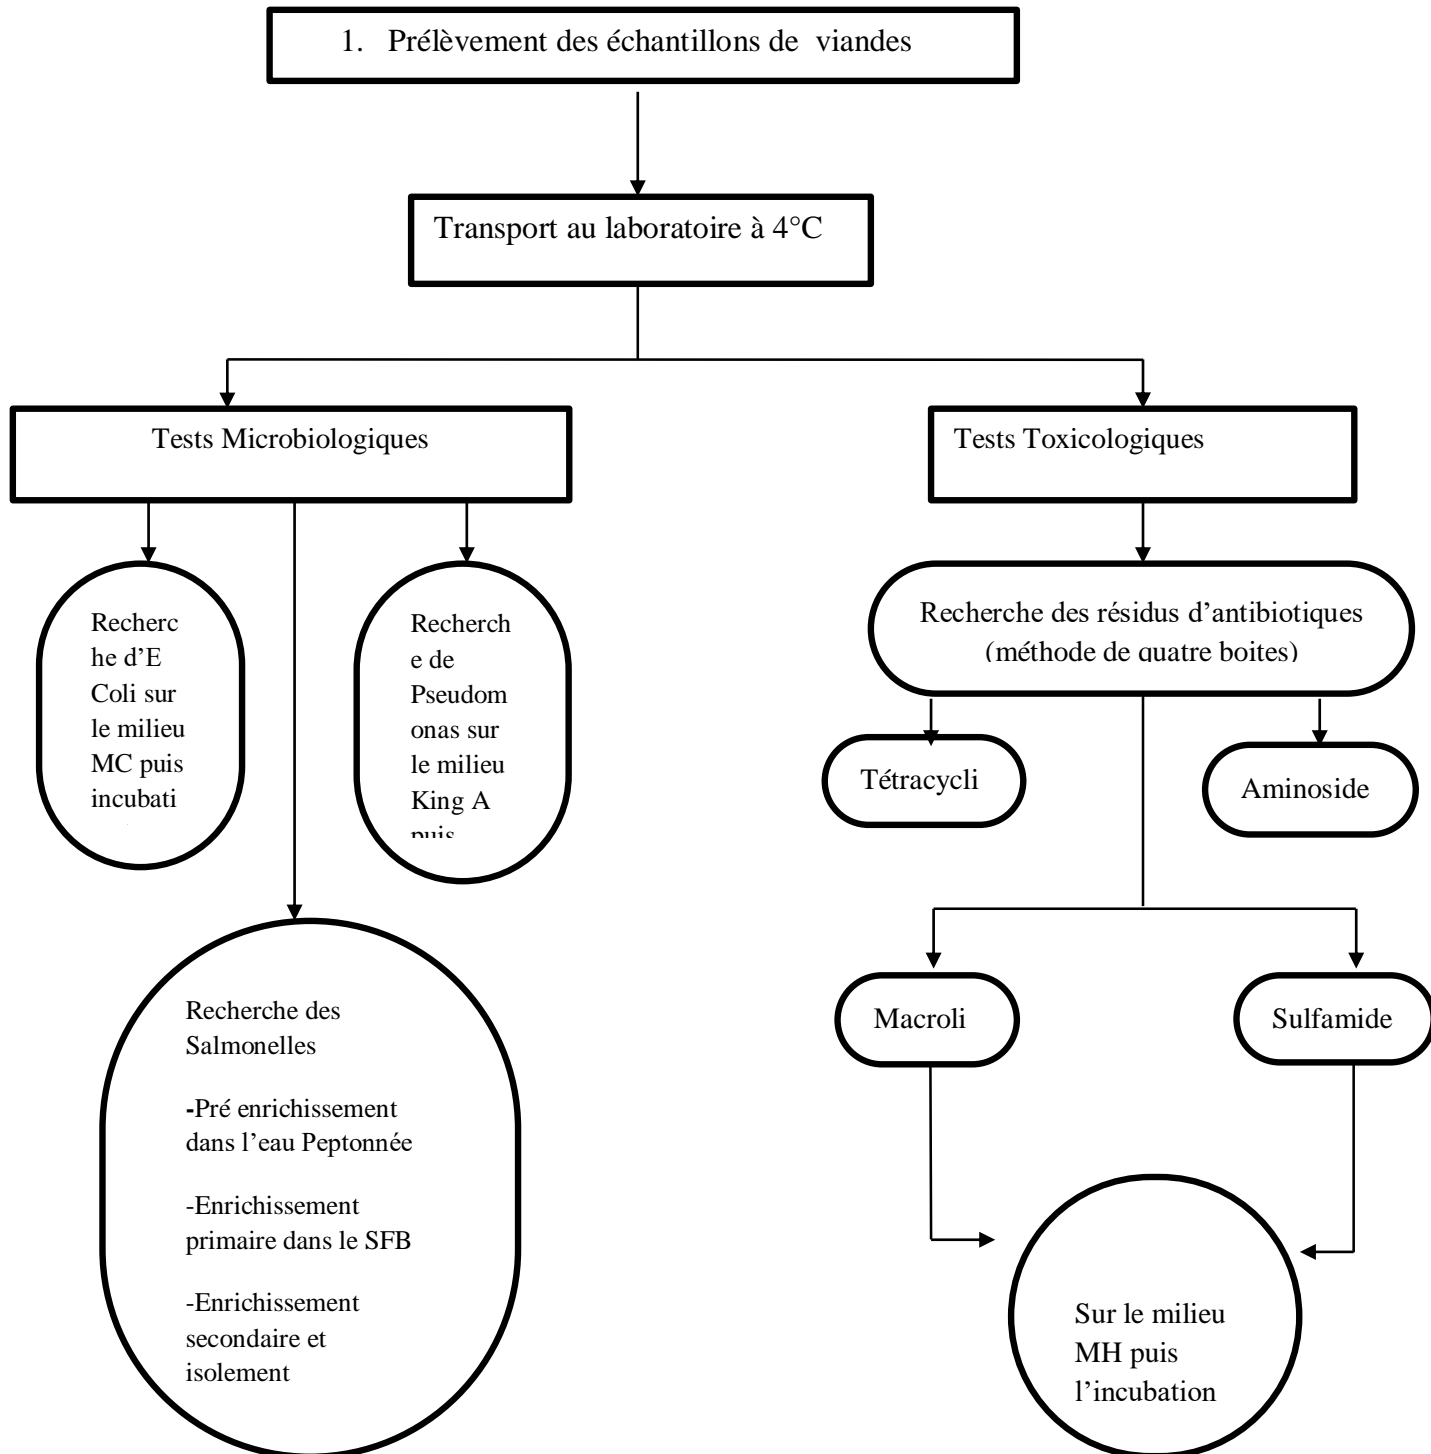 1. Prélèvement des échantillons de viandes
Transport au laboratoire à 4°C
Tests Microbiologiques
Tests Toxicologiques
Recherc
he d’E
Coli sur
le milieu
MC puis
incubati
Recherch
e de
Pseudom
onas sur
le milieu
King A
puis
Recherche des résidus d’antibiotiques
(méthode de quatre boites)
Tétracycli
Aminoside
Macroli
Sulfamide
Recherche des
Salmonelles
-Pré enrichissement
dans l’eau Peptonnée
-Enrichissement
primaire dans le SFB
-Enrichissement
secondaire et
isolement
Sur le milieu
MH puis
l’incubation